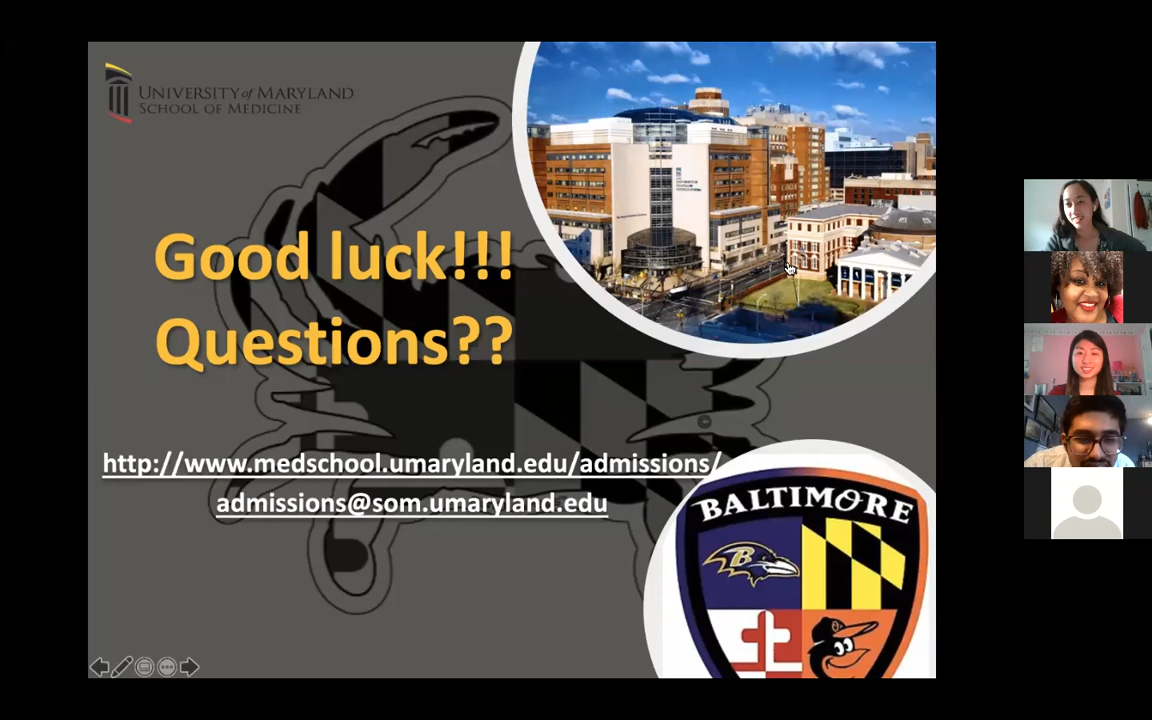 UNIVERSITY of MARYLAND
SCHOOL OF MEDICINE
Good luck!!!
Questions??
http://www.medschool.umaryland.edu/admissions/
admissions@som.umaryland.edu
BALTIMORE
B